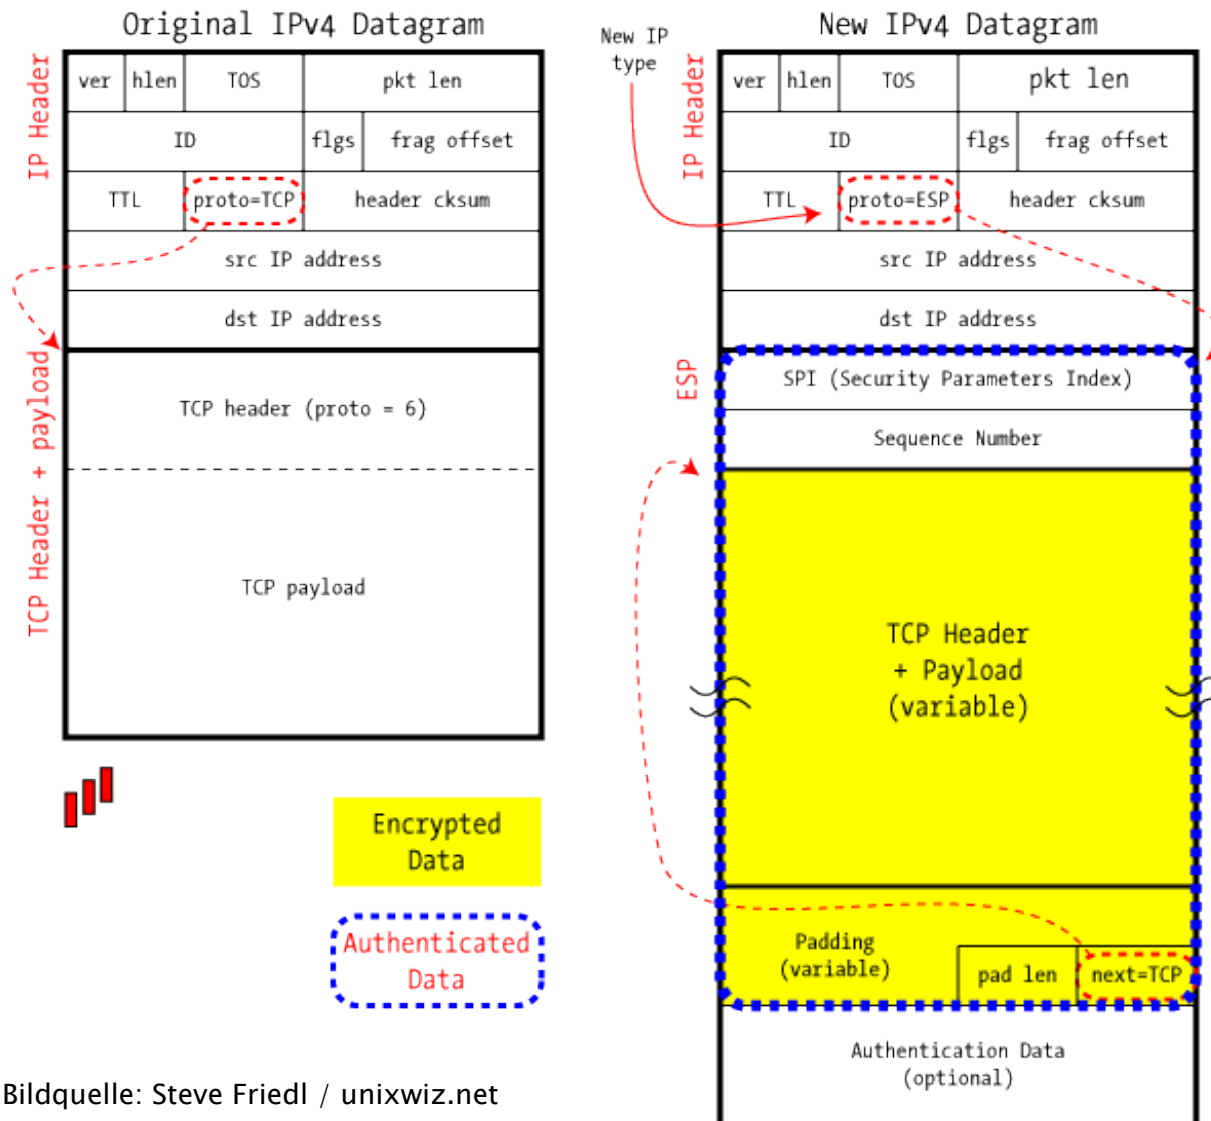 Original IPv4 Datagram
IP Header
ver hlen TOS pkt len
ID flgs frag offset
TTL proto=TCP header cksum
src IP address
dst IP address
TCP Header + payload
TCP header (proto = 6)
TCP payload
Encrypted
Data
Authenticated
Data
New IP
type
New IPv4 Datagram
IP Header
ver hlen TOS pkt len
ID flgs frag offset
TTL proto=ESP header cksum
src IP address
dst IP address
ESP
SPI (Security Parameters Index)
Sequence Number
TCP Header
+ Payload
(variable)
Padding
(variable)
pad len next=TCP
Authentication Data
(optional)
Bildquelle: Steve Friedl / unixwiz.net